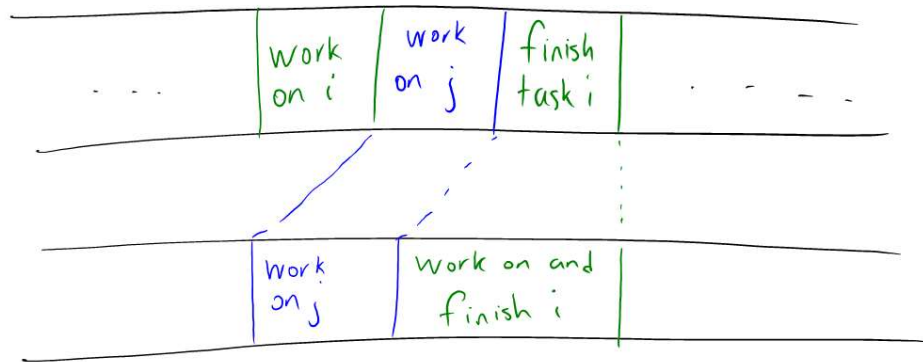 work
on i
work
on j
finish
task i
work
on j
work on and
finish i